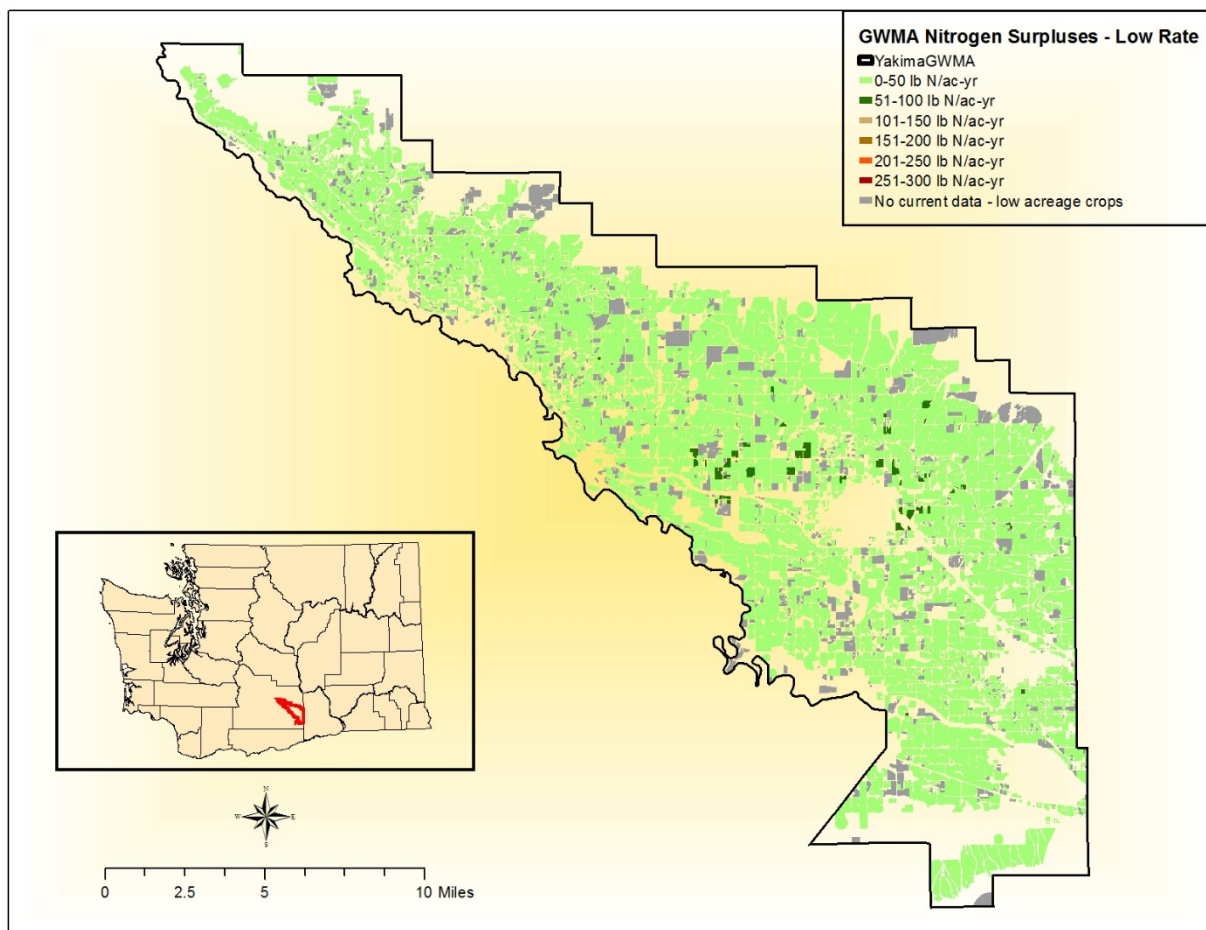 GWMA Nitrogen Surpluses - Low Rate
YakimaGWMA
0-50 lb N/ac-yr
51-100 lb N/ac-yr
101-150 lb N/ac-yr
151-200 lb N/ac-yr
201-250 lb N/ac-yr
251-300 lb N/ac-yr
No current data - low acreage crops
N
W
E
S
0 2.5 5 10 Miles